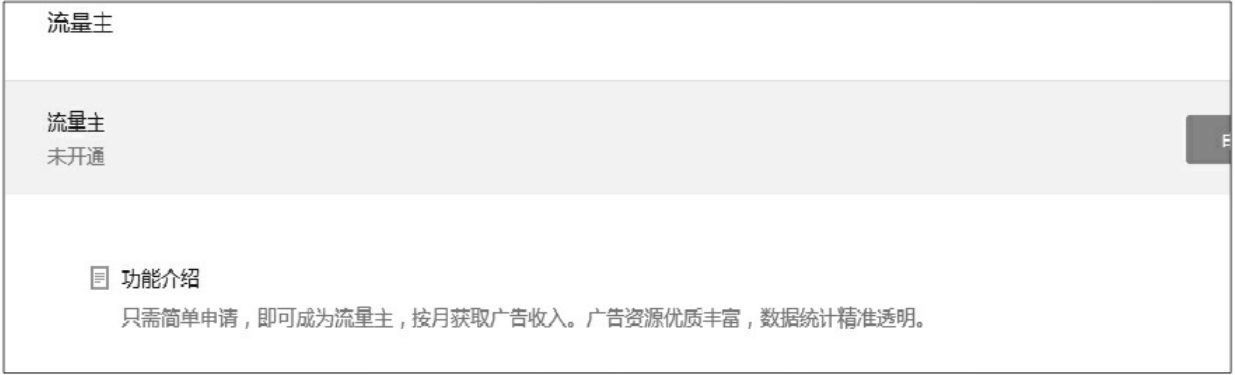 流量主
流量主
未开通
功能介绍
只需简单申请，即可成为流量主，按月获取广告收入。广告资源优质丰富，数据统计精准透明。